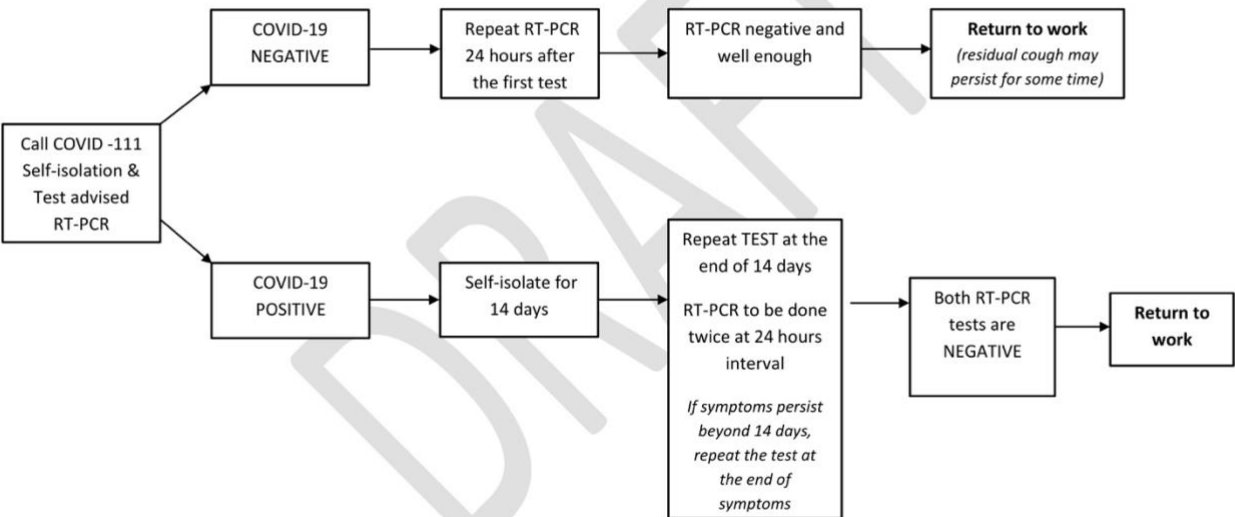 COVID-19
NEGATIVE
Repeat RT-PCR
24 hours after
the first test
RT-PCR negative and
well enough
Return to work
(residual cough may
persist for some time)
Call COVID -111
Self-isolation &
Test advised
RT-PCR
COVID-19
POSITIVE
Self-isolate for
14 days
Repeat TEST at the
end of 14 days
RT-PCR to be done
twice at 24 hours
interval
If symptoms persist
beyond 14 days,
repeat the test at
the end of
symptoms
Both RT-PCR
tests are
NEGATIVE
Return to
work
DRAFT